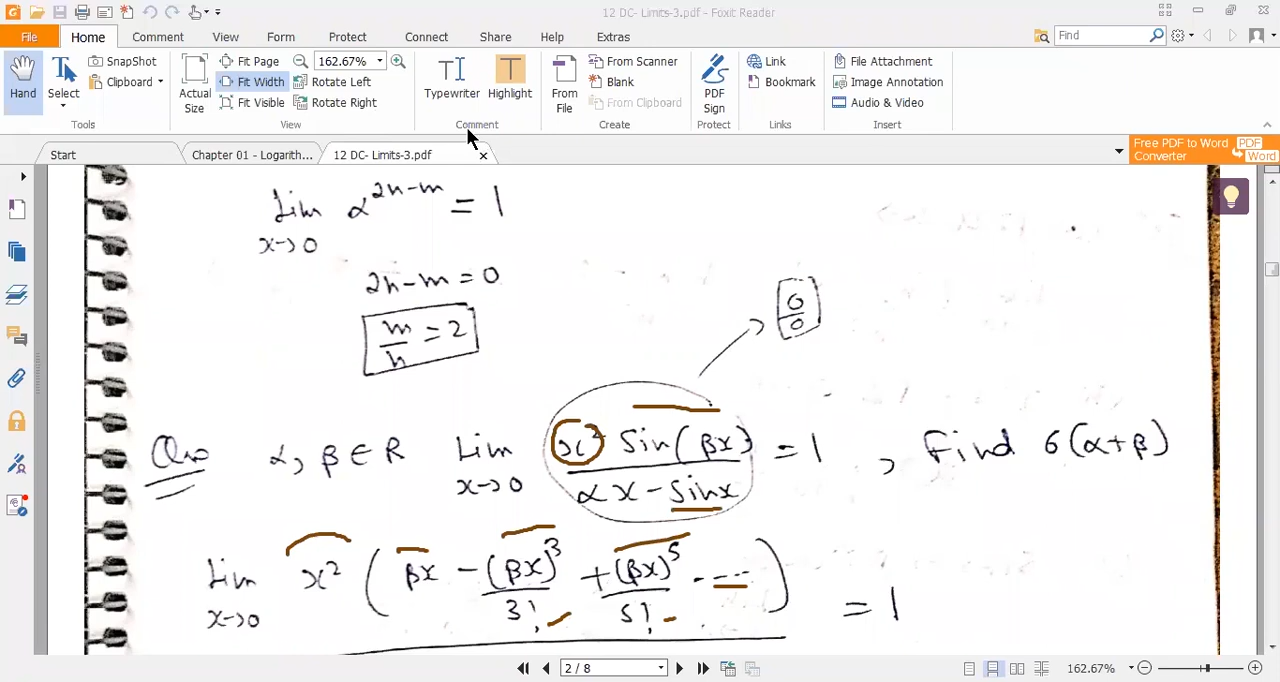 12 DC- Limits-3.pdf - Foxit Reader
File Home Comment View Form Protect Connect Share Help Extras Find
Hand Select SnapShot Clipboard Actual Size Fit Page Fit Width Fit Visible 162.67% Rotate Left Rotate Right Typewriter Highlight From File From Scanner Blank From Clipboard PDF Sign Link Bookmark File Attachment Image Annotation Audio & Video
Tools View Comment Create Protect Links Insert
Start Chapter 01 - Logarith... 12 DC- Limits-3.pdf Free PDF to Word Converter PDF Word
Lim x→0 α^(2n-m) = 1
2n-m=0
m/n = 2
0/0
Que α, β ∈ R Lim x→0 x² Sin(βx) / αx - sinx = 1 , Find 6(α+β)
Lim x→0 x² (βx - (βx)³/3! + (βx)⁵/5! - ----) = 1
2 / 8 162.67%